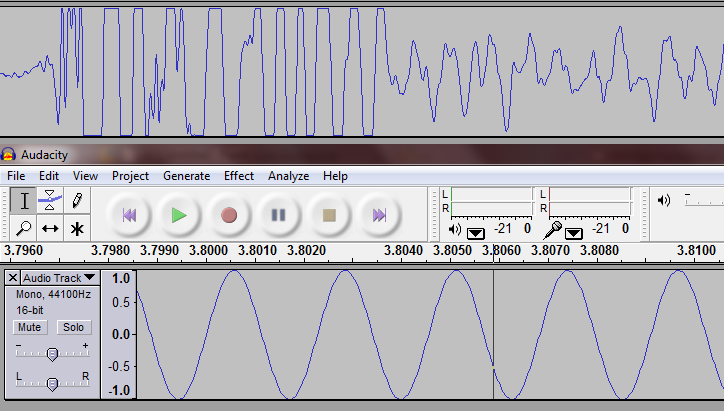 Audacity
File Edit View Project Generate Effect Analyze Help
L L
R R
-21 0 -21 0
3.7960 3.7980 3.7990 3.8000 3.8010 3.8020 3.8040 3.8050 3.8060 3.8070 3.8080 3.8100
X Audio Track 1.0
Mono, 44100Hz
16-bit 0.5
Mute Solo 0.0
- +
-0.5
L R
-1.0